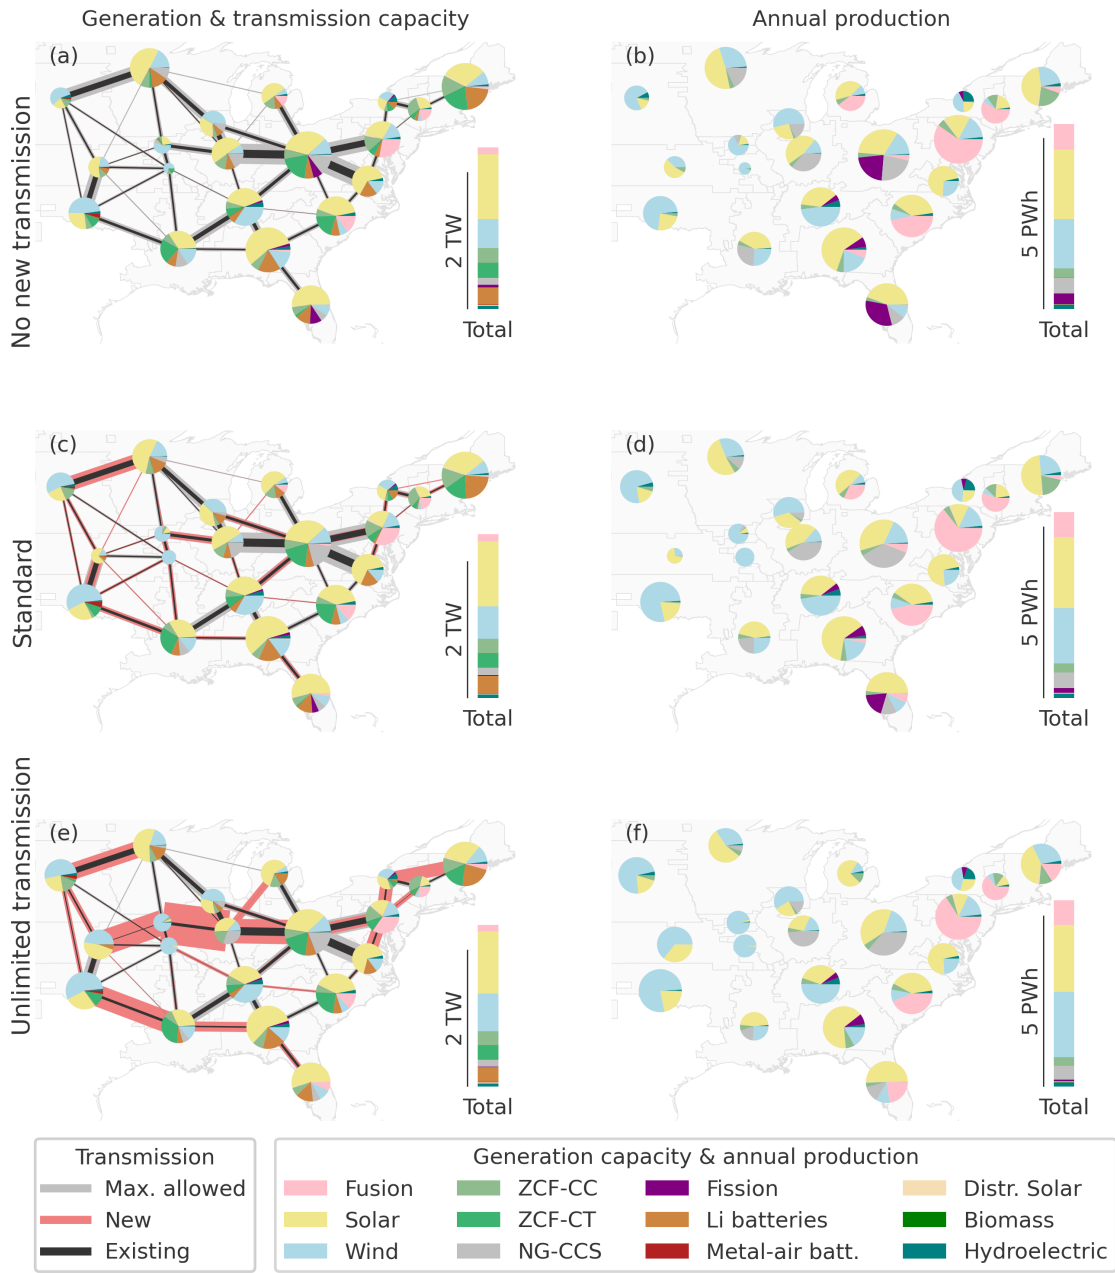 Generation & transmission capacity
Annual production
(a)
(b)
No new transmission
2 TW
Total
5 PWh
Total
(c)
(d)
Standard
2 TW
Total
5 PWh
Total
(e)
(f)
Unlimited transmission
2 TW
Total
5 PWh
Total
Transmission
Max. allowed
New
Existing
Generation capacity & annual production
Fusion
Solar
Wind
ZCF-CC
ZCF-CT
NG-CCS
Fission
Li batteries
Metal-air batt.
Distr. Solar
Biomass
Hydroelectric